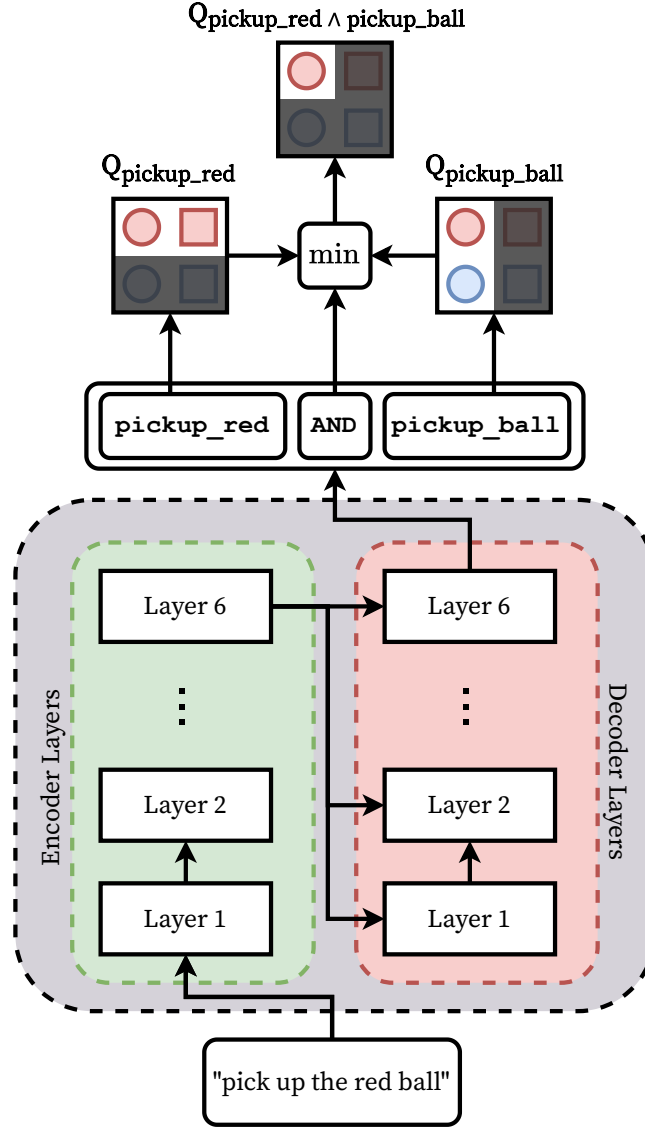 Qpickup_red ∧ pickup_ball
Qpickup_red
Qpickup_ball
min
pickup_red
AND
pickup_ball
Encoder Layers
Decoder Layers
Layer 6
Layer 6
Layer 2
Layer 2
Layer 1
Layer 1
"pick up the red ball"